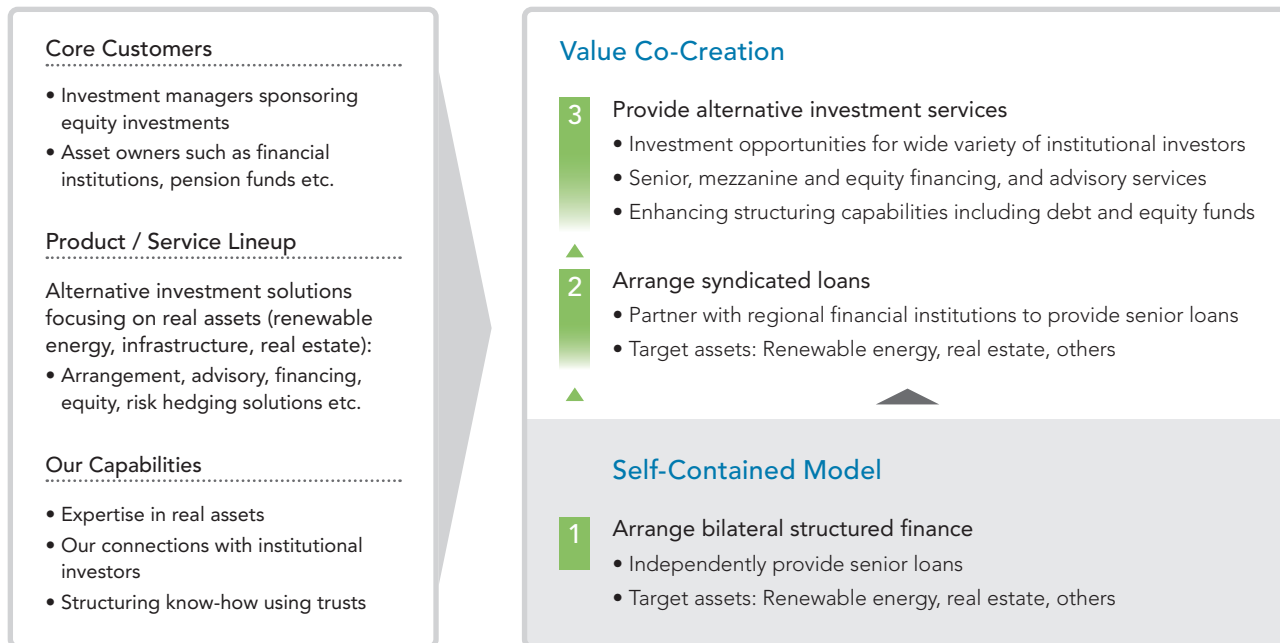 Core Customers
• Investment managers sponsoring
equity investments
• Asset owners such as financial
institutions, pension funds etc.
Product / Service Lineup
Alternative investment solutions
focusing on real assets (renewable
energy, infrastructure, real estate):
• Arrangement, advisory, financing,
equity, risk hedging solutions etc.
Our Capabilities
• Expertise in real assets
• Our connections with institutional
investors
• Structuring know-how using trusts
Value Co-Creation
3 Provide alternative investment services
• Investment opportunities for wide variety of institutional investors
• Senior, mezzanine and equity financing, and advisory services
• Enhancing structuring capabilities including debt and equity funds
2 Arrange syndicated loans
• Partner with regional financial institutions to provide senior loans
• Target assets: Renewable energy, real estate, others
Self-Contained Model
1 Arrange bilateral structured finance
• Independently provide senior loans
• Target assets: Renewable energy, real estate, others